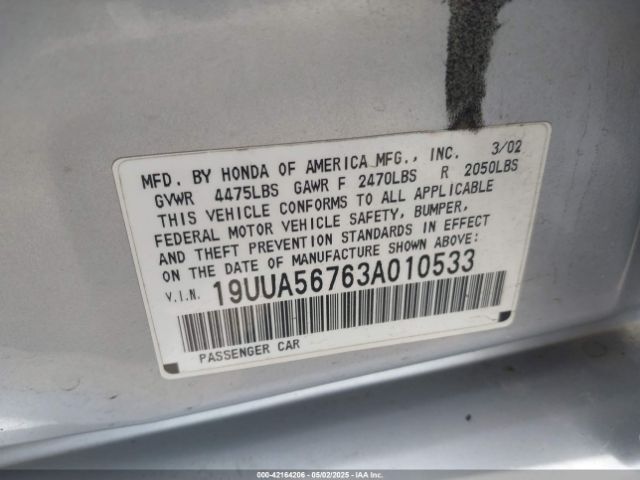 MFD. BY HONDA OF AMERICA MFG., INC. 3/02
GVWR 4475LBS GAWR F 2470LBS R 2050LBS
THIS VEHICLE CONFORMS TO ALL APPLICABLE
FEDERAL MOTOR VEHICLE SAFETY, BUMPER,
AND THEFT PREVENTION STANDARDS IN EFFECT
ON THE DATE OF MANUFACTURE SHOWN ABOVE:
V.I.N. 19UUA56763A010533
PASSENGER CAR
000-42164206 - 05/02/2025 - COPYRIGHT IAA, LLC.